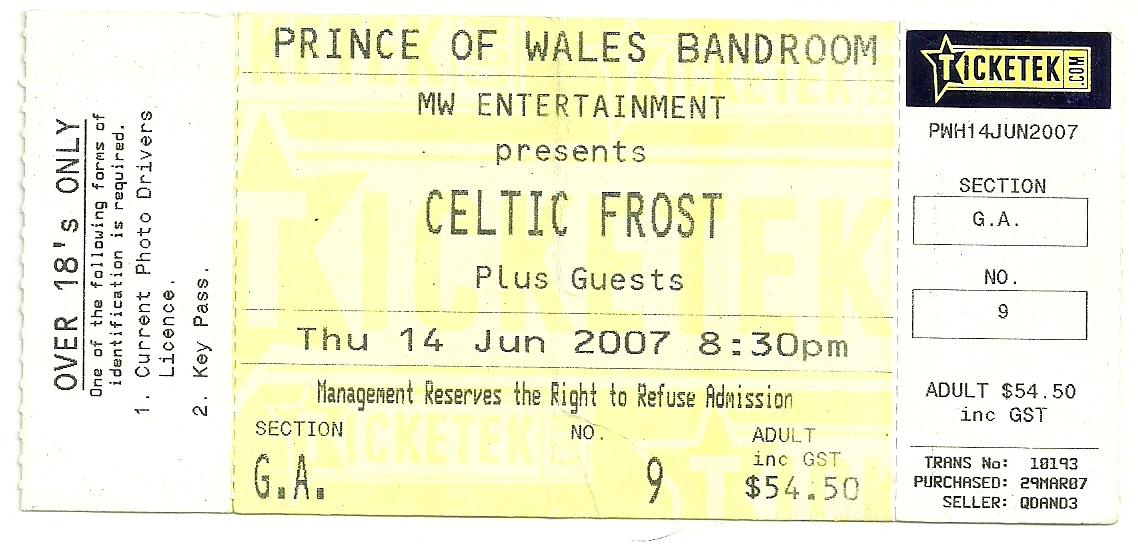 OVER 18's ONLY
One of the following forms of
identification is required.
1. Current Photo Drivers
Licence.
2. Key Pass.
PRINCE OF WALES BANDROOM
MW ENTERTAINMENT
presents
CELTIC FROST
Plus Guests
Thu 14 Jun 2007 8:30pm
Management Reserves the Right to Refuse Admission
SECTION NO. ADULT
inc GST
G.A. 9 $54.50
TICKETEK.COM
PWH14JUN2007
SECTION
G.A.
NO.
9
ADULT $54.50
inc GST
TRANS No: 10193
PURCHASED: 29MAR07
SELLER: QDAND3